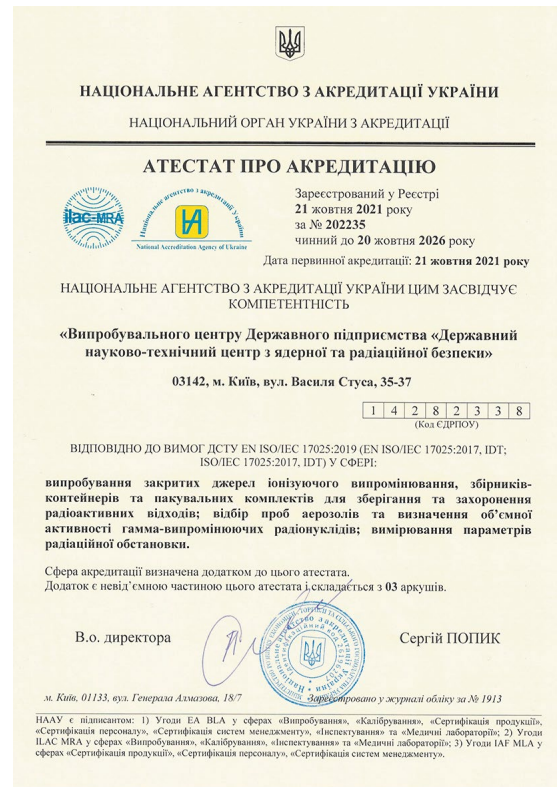 НАЦІОНАЛЬНЕ АГЕНТСТВО З АКРЕДИТАЦІЇ УКРАЇНИ
НАЦІОНАЛЬНИЙ ОРГАН УКРАЇНИ З АКРЕДИТАЦІЇ
АТЕСТАТ ПРО АКРЕДИТАЦІЮ
ilac-MRA
Національне агентство з акредитації України
National Accreditation Agency of Ukraine
Зареєстрований у Реєстрі
21 жовтня 2021 року
за № 202235
чинний до 20 жовтня 2026 року
Дата первинної акредитації: 21 жовтня 2021 року
НАЦІОНАЛЬНЕ АГЕНТСТВО З АКРЕДИТАЦІЇ УКРАЇНИ ЦИМ ЗАСВІДЧУЄ
КОМПЕТЕНТНІСТЬ
«Випробувального центру Державного підприємства «Державний
науково-технічний центр з ядерної та радіаційної безпеки»
03142, м. Київ, вул. Василя Стуса, 35-37
1 4 2 8 2 3 3 8
(Код ЄДРПОУ)
ВІДПОВІДНО ДО ВИМОГ ДСТУ EN ISO/IEC 17025:2019 (EN ISO/IEC 17025:2017, IDT;
ISO/IEC 17025:2017, IDT) У СФЕРІ:
випробування закритих джерел іонізуючого випромінювання, збірників-
контейнерів та пакувальних комплектів для зберігання та захоронення
радіоактивних відходів; відбір проб аерозолів та визначення об’ємної
активності гамма-випромінюючих радіонуклідів; вимірювання параметрів
радіаційної обстановки.
Сфера акредитації визначена додатком до цього атестата.
Додаток є невід’ємною частиною цього атестата і складається з 03 аркушів.
В.о. директора
Сергій ПОПИК
м. Київ, 01133, вул. Генерала Алмазова, 18/7
Зареєстровано у журналі обліку за № 1913
НААУ є підписантом: 1) Угоди EA BLA у сферах «Випробування», «Калібрування», «Сертифікація продукції»,
«Сертифікація персоналу», «Сертифікація систем менеджменту», «Інспектування» та «Медичні лабораторії»; 2) Угоди
ILAC MRA у сферах «Випробування», «Калібрування», «Інспектування» та «Медичні лабораторії»; 3) Угоди IAF MLA у
сферах «Сертифікація продукції», «Сертифікація персоналу», «Сертифікація систем менеджменту».